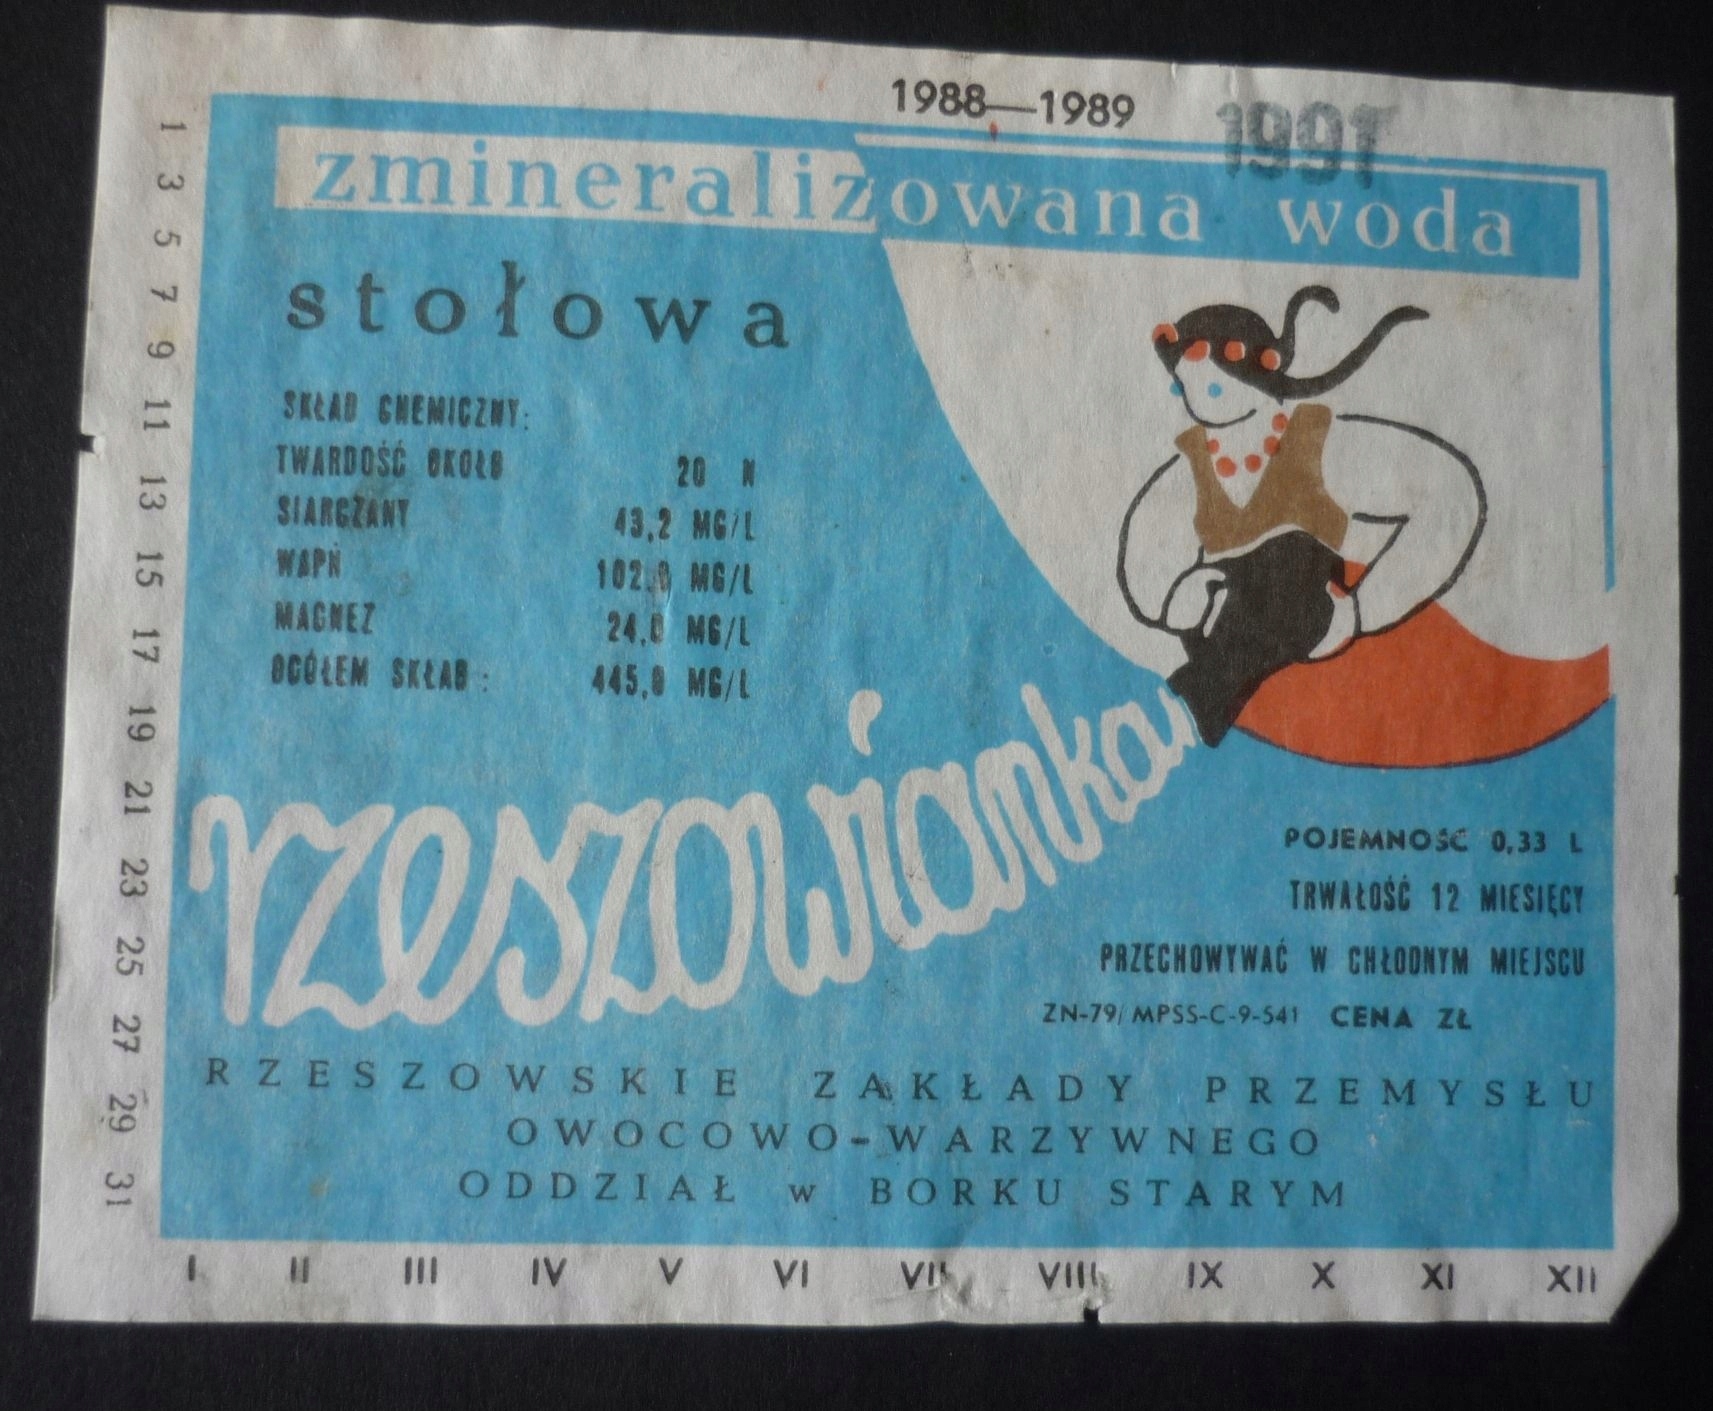 1988—1989 1991
zmineralizowana woda
stołowa
SKŁAD CHEMICZNY:
TWARDOŚĆ OKOŁO 20 N
SIARCZANY 43,2 MG/L
WAPŃ 102,0 MG/L
MAGNEZ 24,0 MG/L
OGÓŁEM SKŁAD: 445,0 MG/L
rzeszowianka
POJEMNOŚĆ 0,33 L
TRWAŁOŚĆ 12 MIESIĘCY
PRZECHOWYWAĆ W CHŁODNYM MIEJSCU
ZN-79/MPSS-C-9-541 CENA ZŁ
RZESZOWSKIE ZAKŁADY PRZEMYSŁU
OWOCOWO-WARZYWNEGO
ODDZIAŁ w BORKU STARYM
1 3 5 7 9 11 13 15 17 19 21 23 25 27 29 31
I II III IV V VI VII VIII IX X XI XII